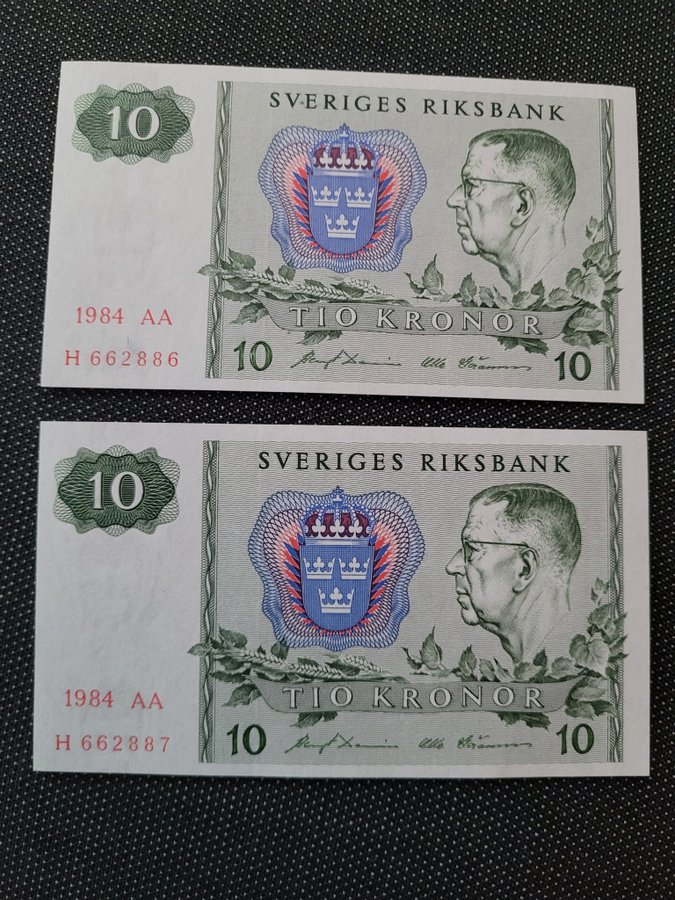 10
SVERIGES RIKSBANK
1984 AA
TIO KRONOR
H 662886
10
10
10
SVERIGES RIKSBANK
1984 AA
TIO KRONOR
H 662887
10
10